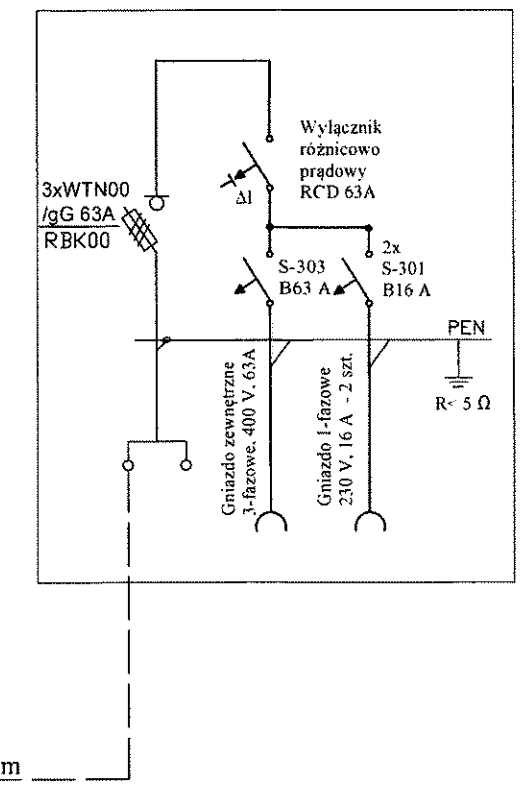 Wyłącznik
różnicowo
prądowy
RCD 63A
ΔI
3xWTN00
/gG 63A
RBK00
S-303
B63 A
2x
S-301
B16 A
PEN
R< 5 Ω
Gniazdo zewnętrzne
3-fazowe, 400 V, 63A
Gniazdo 1-fazowe
230 V, 16 A - 2 szt.
m